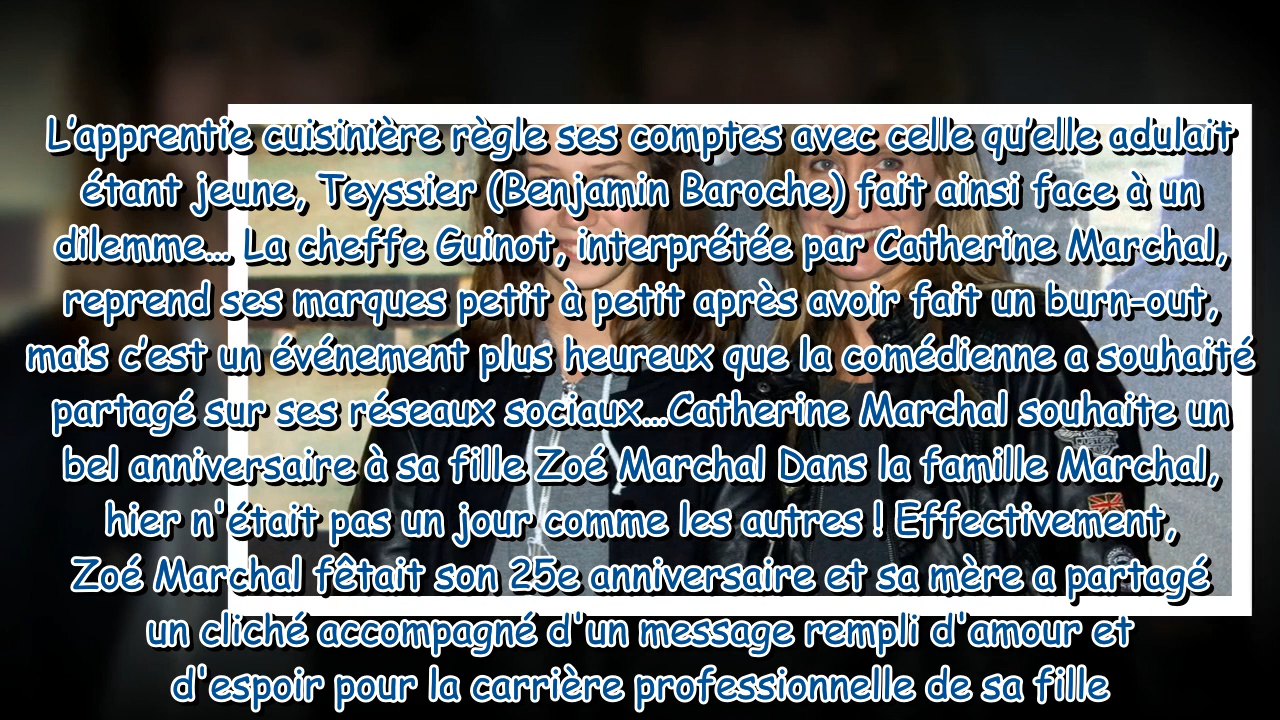 L'apprentie cuisinière règle ses comptes avec celle qu'elle adulait
étant jeune, Teyssier (Benjamin Baroche) fait ainsi face à un
dilemme... La cheffe Guinot, interprétée par Catherine Marchal,
reprend ses marques petit à petit après avoir fait un burn-out,
mais c'est un événement plus heureux que la comédienne a souhaité
partagé sur ses réseaux sociaux...Catherine Marchal souhaite un
bel anniversaire à sa fille Zoé Marchal Dans la famille Marchal,
hier n'était pas un jour comme les autres ! Effectivement,
Zoé Marchal fêtait son 25e anniversaire et sa mère a partagé
un cliché accompagné d'un message rempli d'amour et
d'espoir pour la carrière professionnelle de sa fille